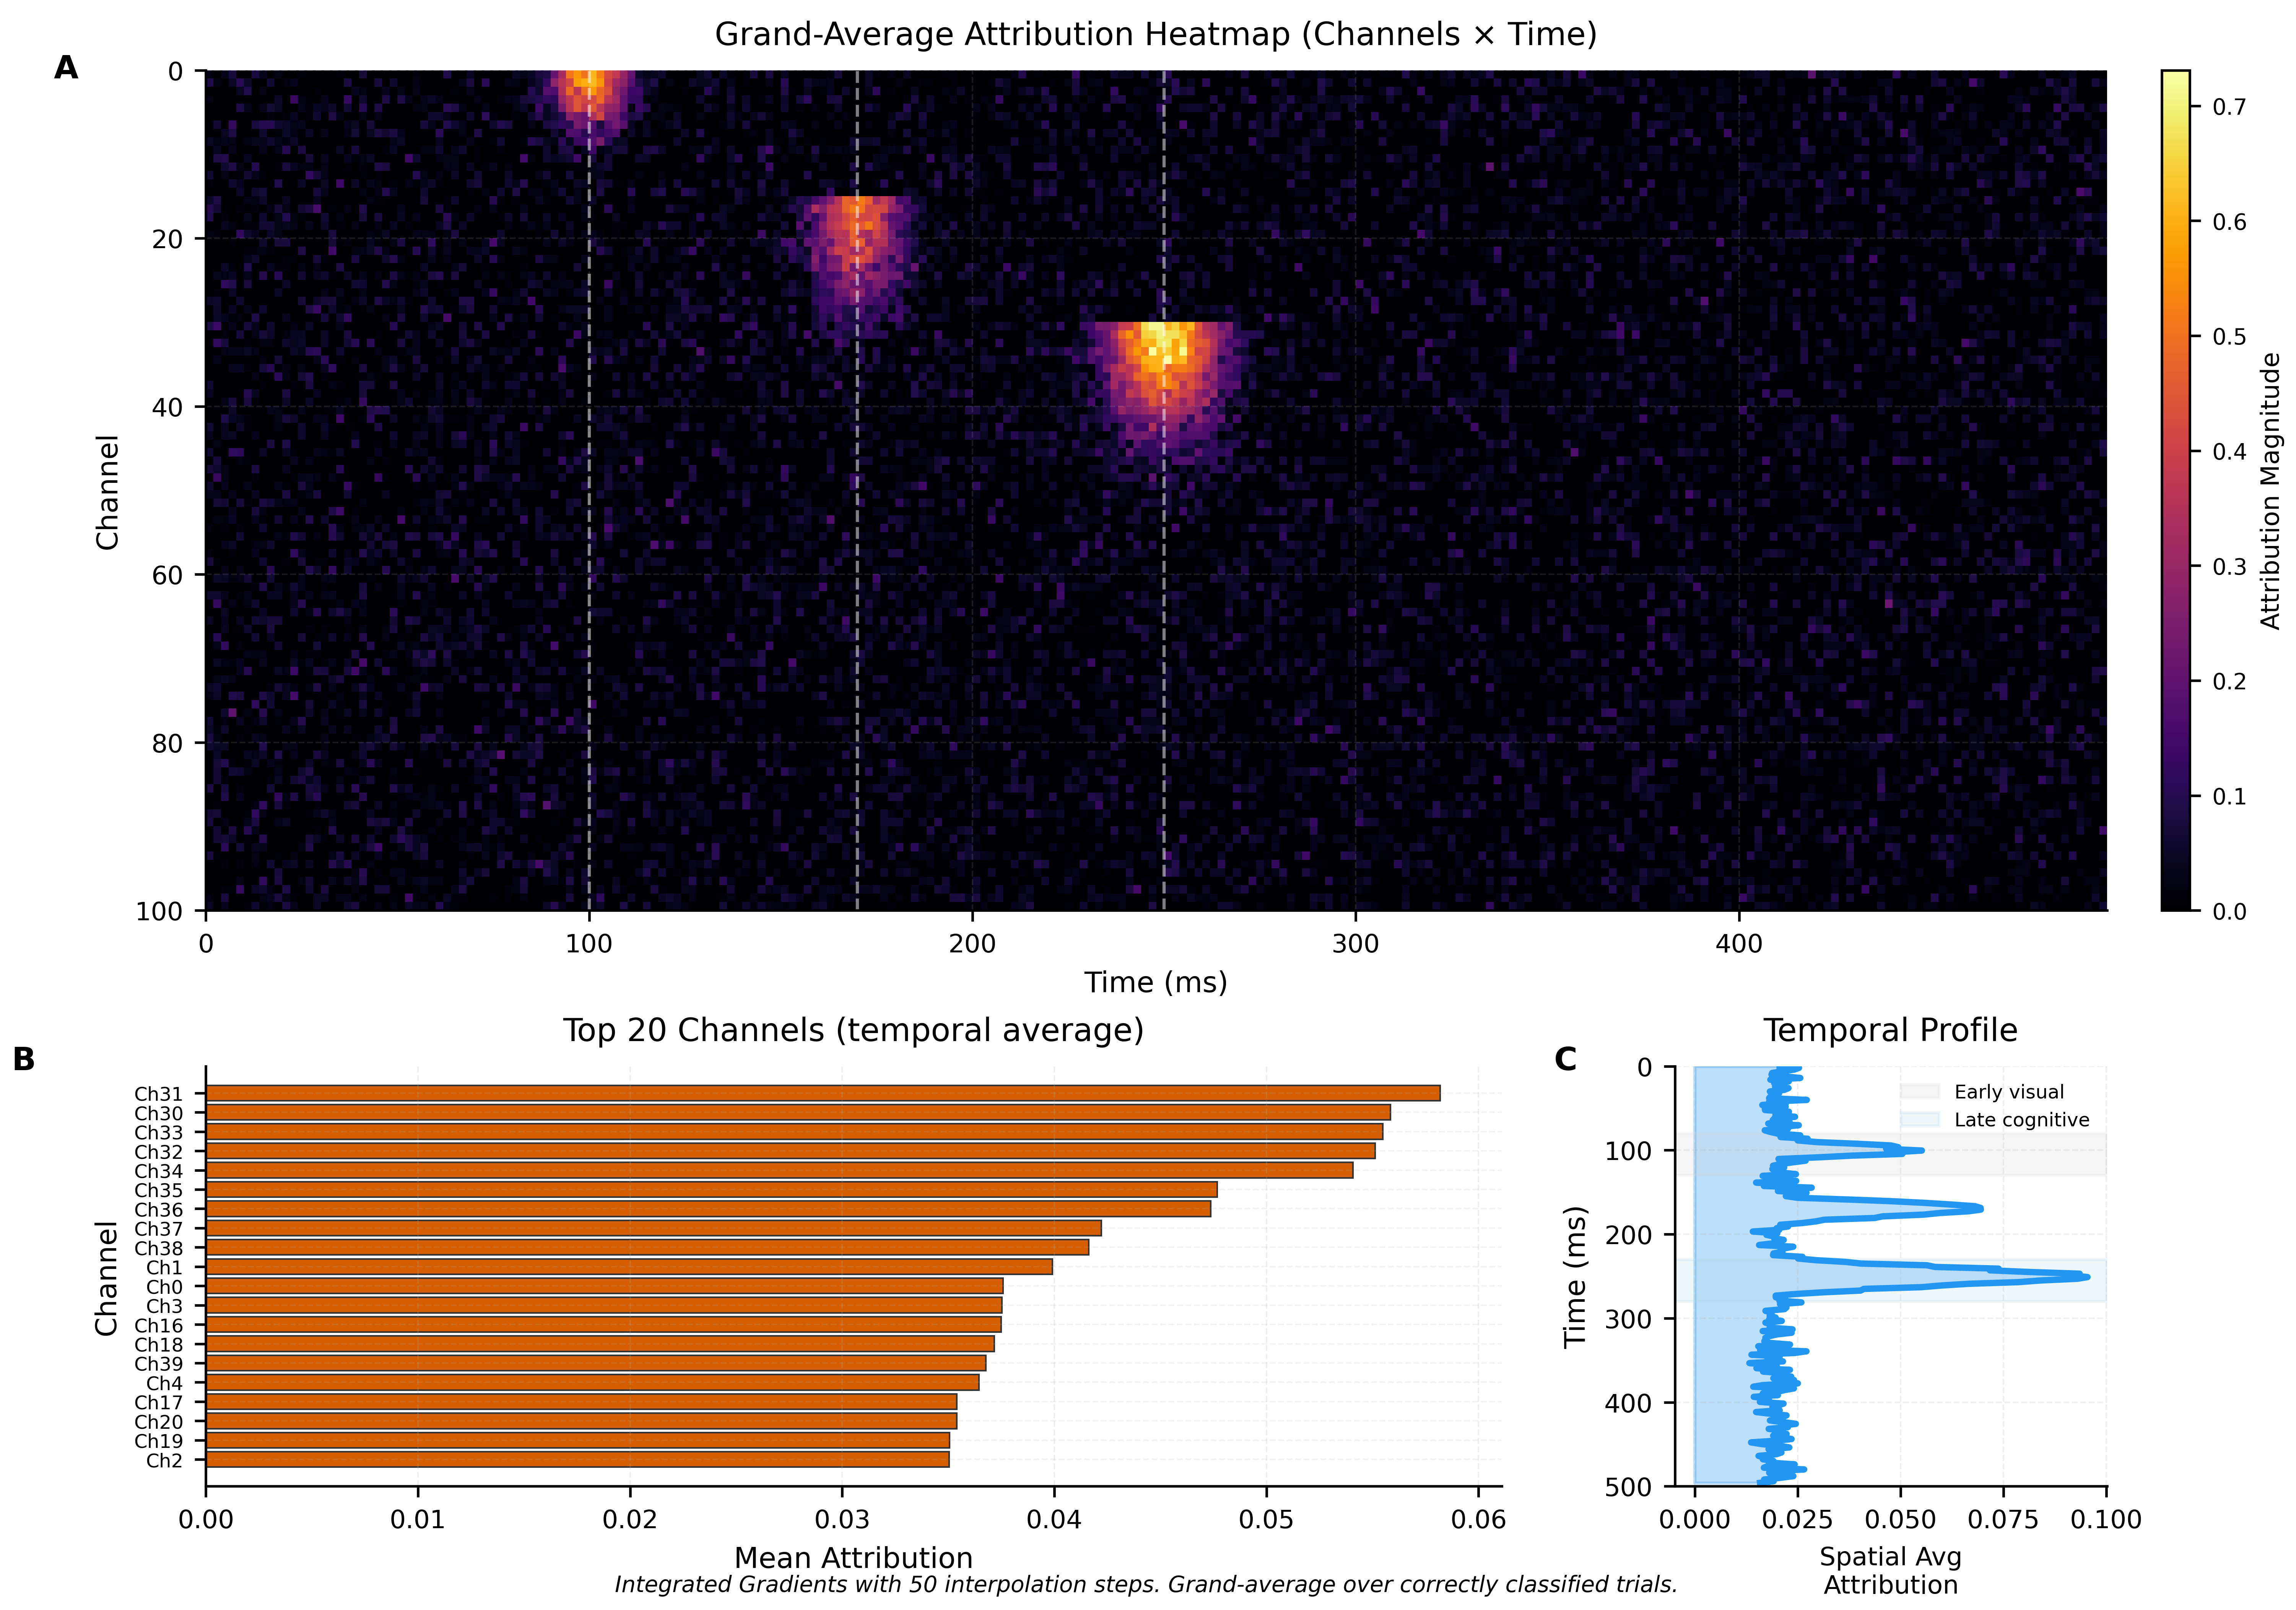 Grand-Average Attribution Heatmap (Channels × Time)
A
Channel
0
20
40
60
80
100
0
100
200
300
400
Time (ms)
0.7
0.6
0.5
0.4
0.3
0.2
0.1
0.0
Attribution Magnitude
Top 20 Channels (temporal average)
B
Channel
Ch31
Ch30
Ch33
Ch32
Ch34
Ch35
Ch36
Ch37
Ch38
Ch1
Ch0
Ch3
Ch16
Ch18
Ch39
Ch4
Ch17
Ch20
Ch19
Ch2
0.00
0.01
0.02
0.03
0.04
0.05
0.06
Mean Attribution
Temporal Profile
C
Time (ms)
0
100
200
300
400
500
Early visual
Late cognitive
0.000
0.025
0.050
0.075
0.100
Spatial Avg
Attribution
Integrated Gradients with 50 interpolation steps. Grand-average over correctly classified trials.